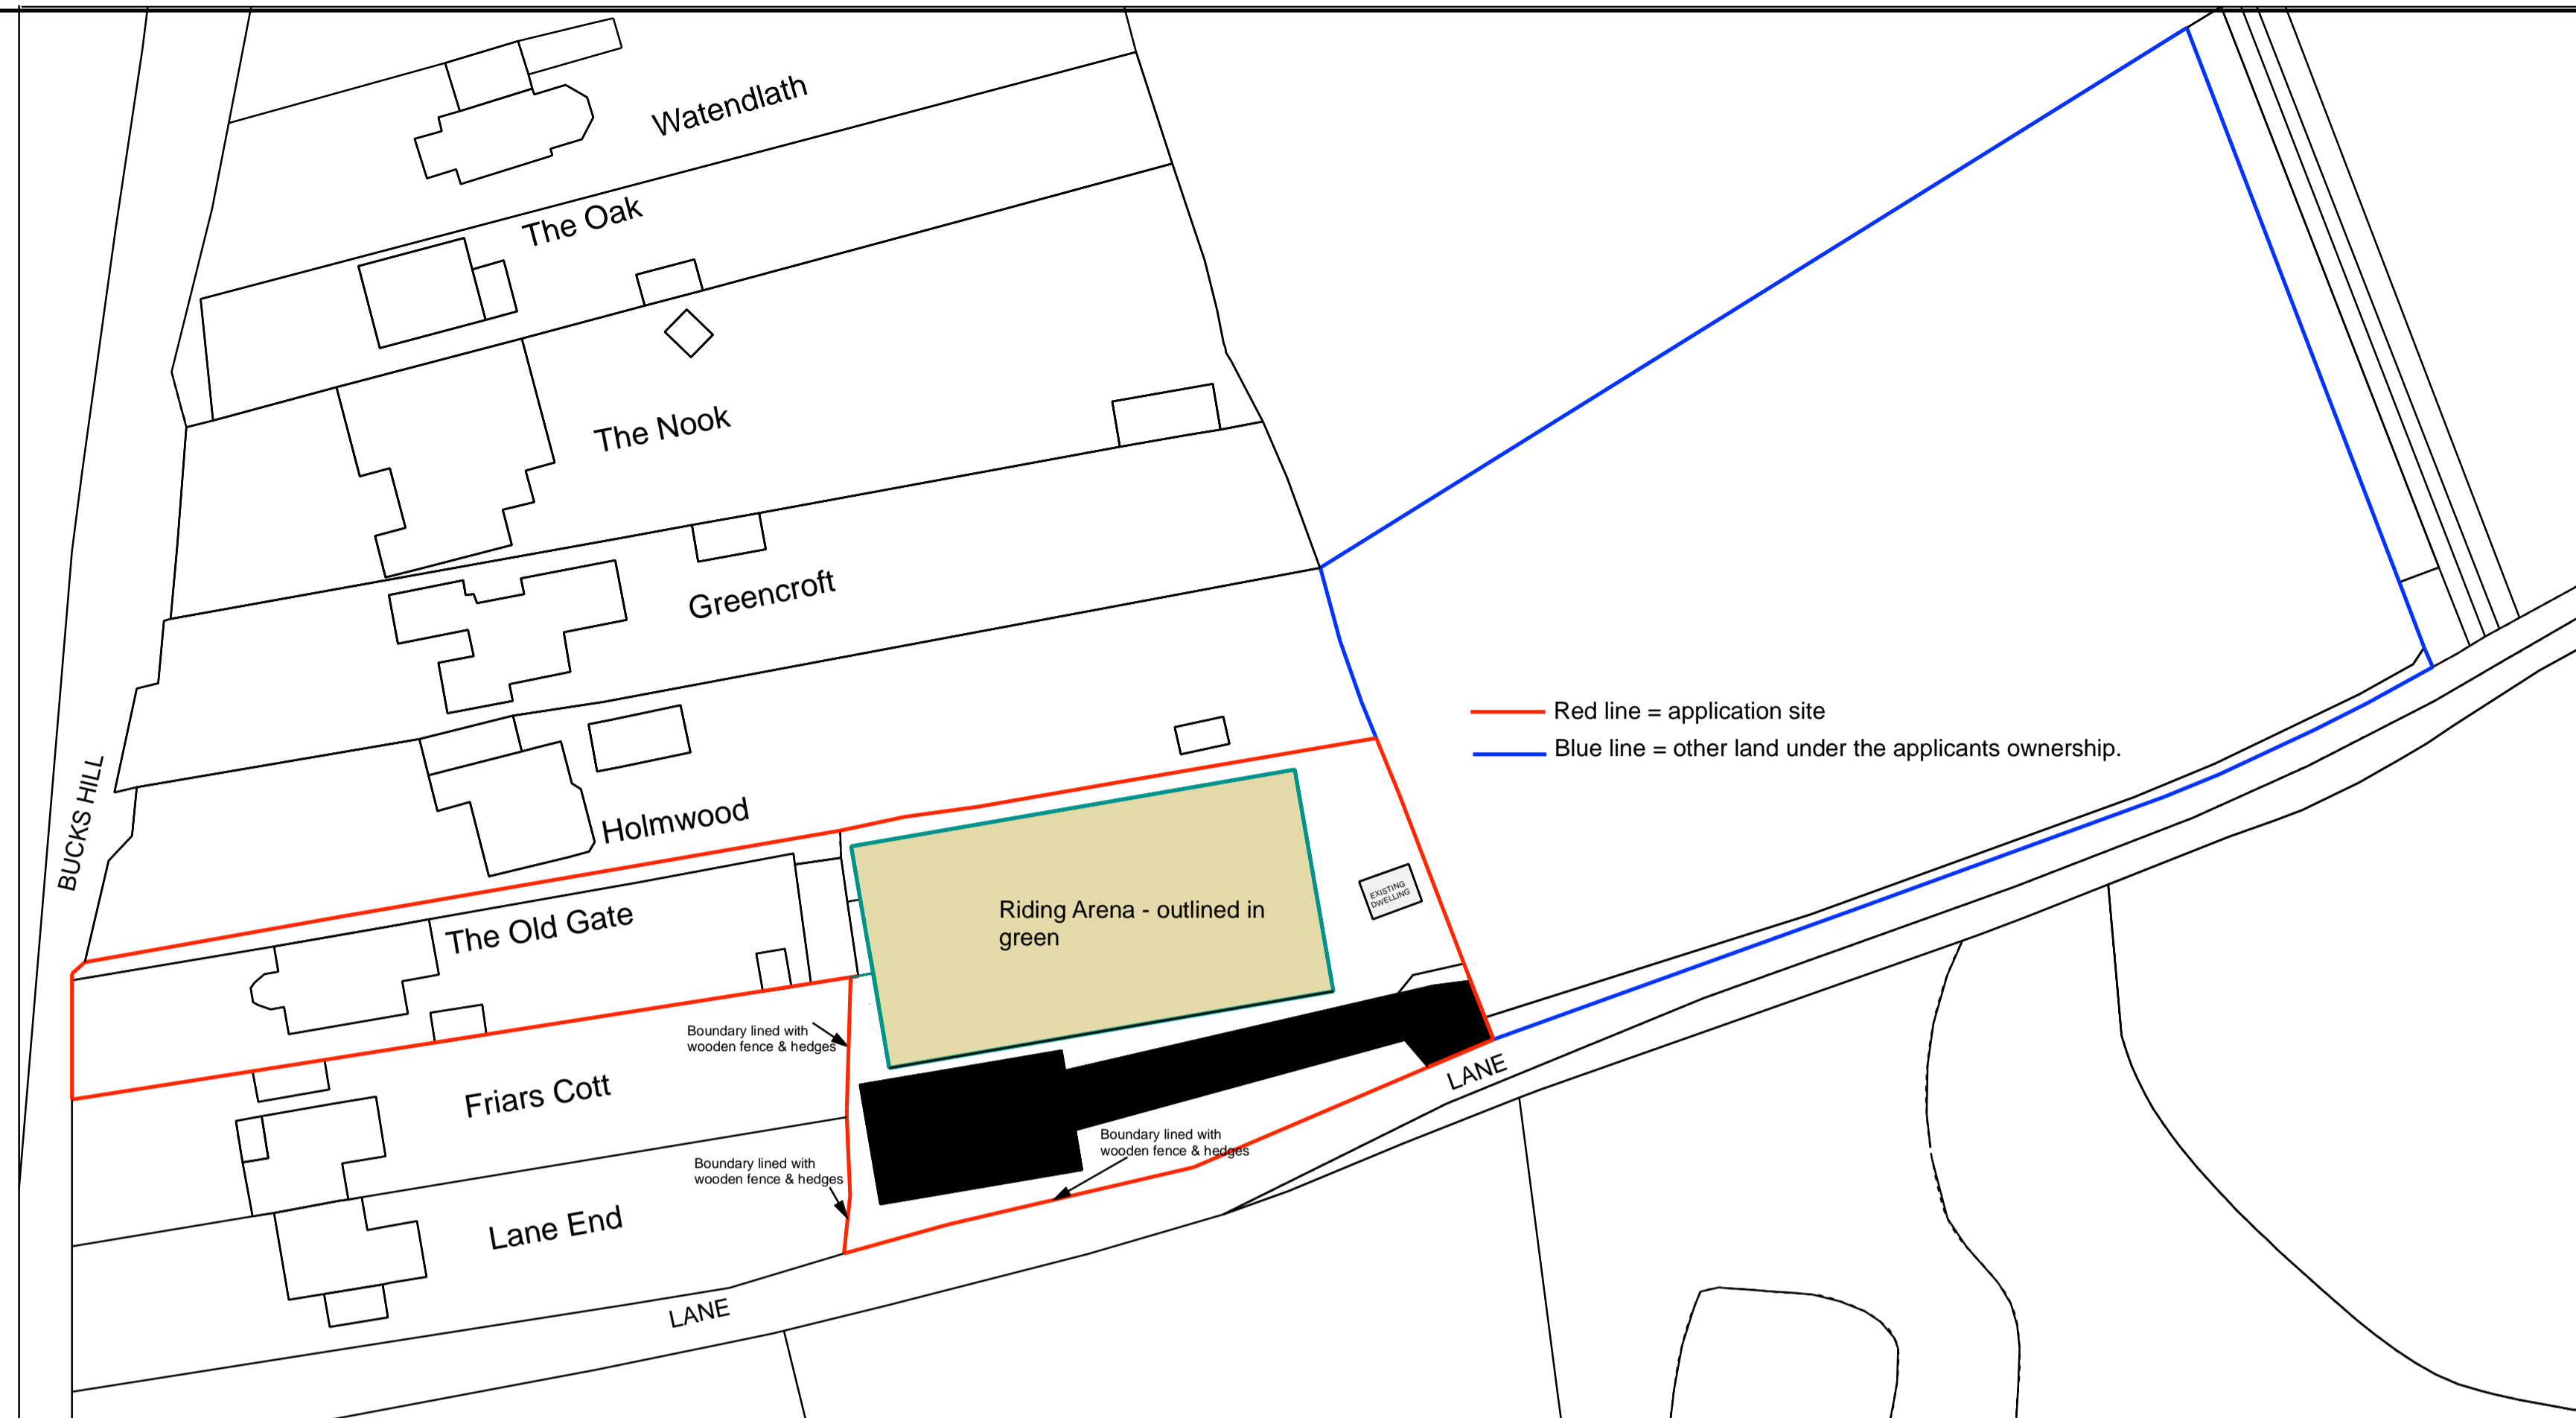 Watendlath
The Oak
The Nook
Greencroft
Red line = application site
Blue line = other land under the applicants ownership.
BUCKS HILL
Holmwood
EXISTING
DWELLING
The Old Gate
Riding Arena - outlined in
green
Boundary lined with
wooden fence & hedges
LANE
Friars Cott
Boundary lined with
wooden fence & hedges
Boundary lined with
wooden fence & hedges
Lane End
LANE